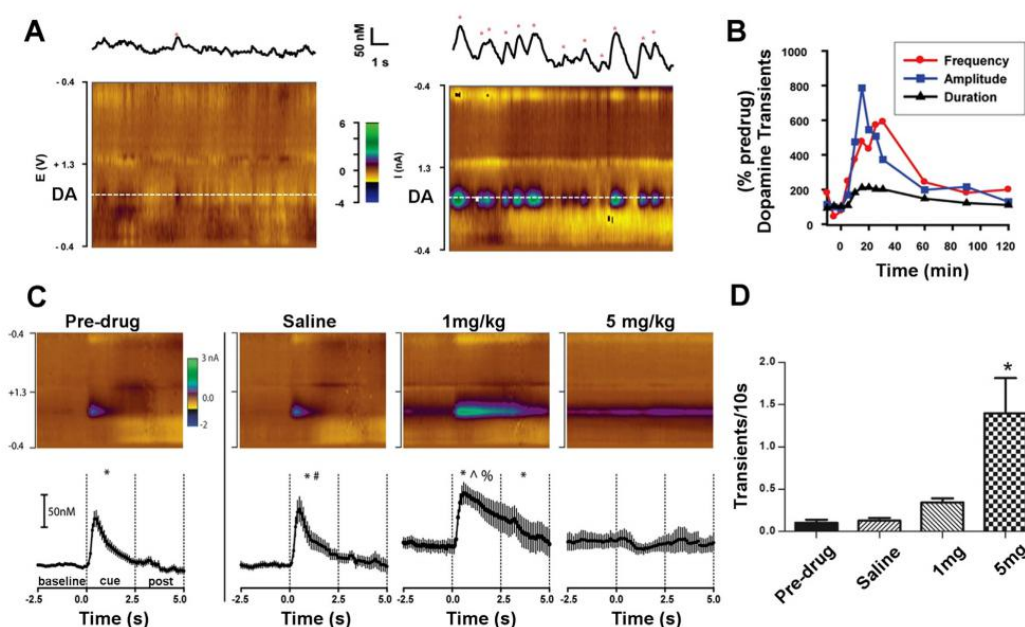 A
50 nM
1 s
- 0.4
E (V)
+ 1.3
DA
- 0.4
6
4
2
0
-2
-4
I (nA)
- 0.4
1.3
DA
-0.4
B
1000
800
600
400
200
0
(% predrug)
Dopamine Transients
Frequency
Amplitude
Duration
0 20 40 60 80 100 120
Time (min)
C
Pre-drug
Saline
1mg/kg
5 mg/kg
-0.4
+1.3
-0.4
3 nA
0.0
-2
-0.4
+1.3
-0.4
* 
* #
* ^ % *
50nM
baseline cue post
-2.5 0.0 2.5 5.0
-2.5 0.0 2.5 5.0
-2.5 0.0 2.5 5.0
-2.5 0.0 2.5 5.0
Time (s)
Time (s)
Time (s)
Time (s)
D
2.0
1.5
1.0
0.5
0.0
Transients/10s
*
Pre-drug
Saline
1mg
5mg